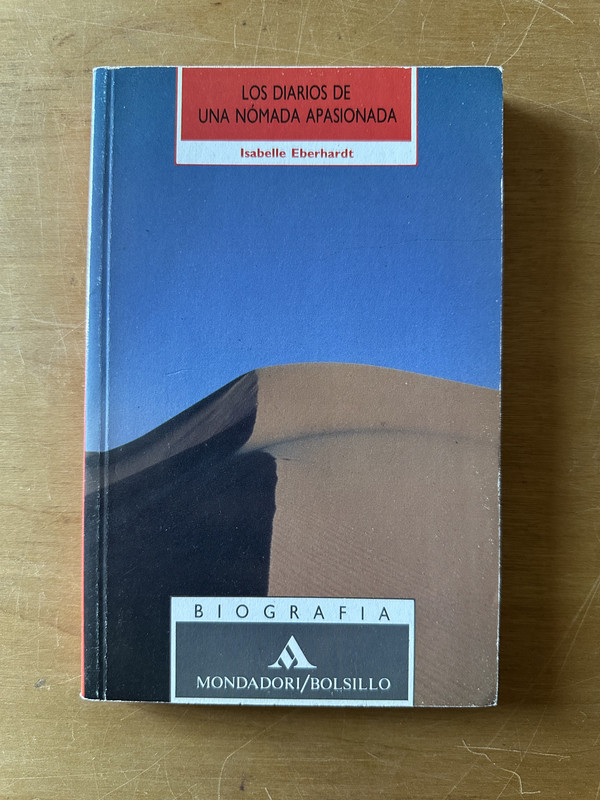 LOS DIARIOS DE
UNA NÓMADA APASIONADA
Isabelle Eberhardt
BIOGRAFIA
MONDADORI/BOLSILLO